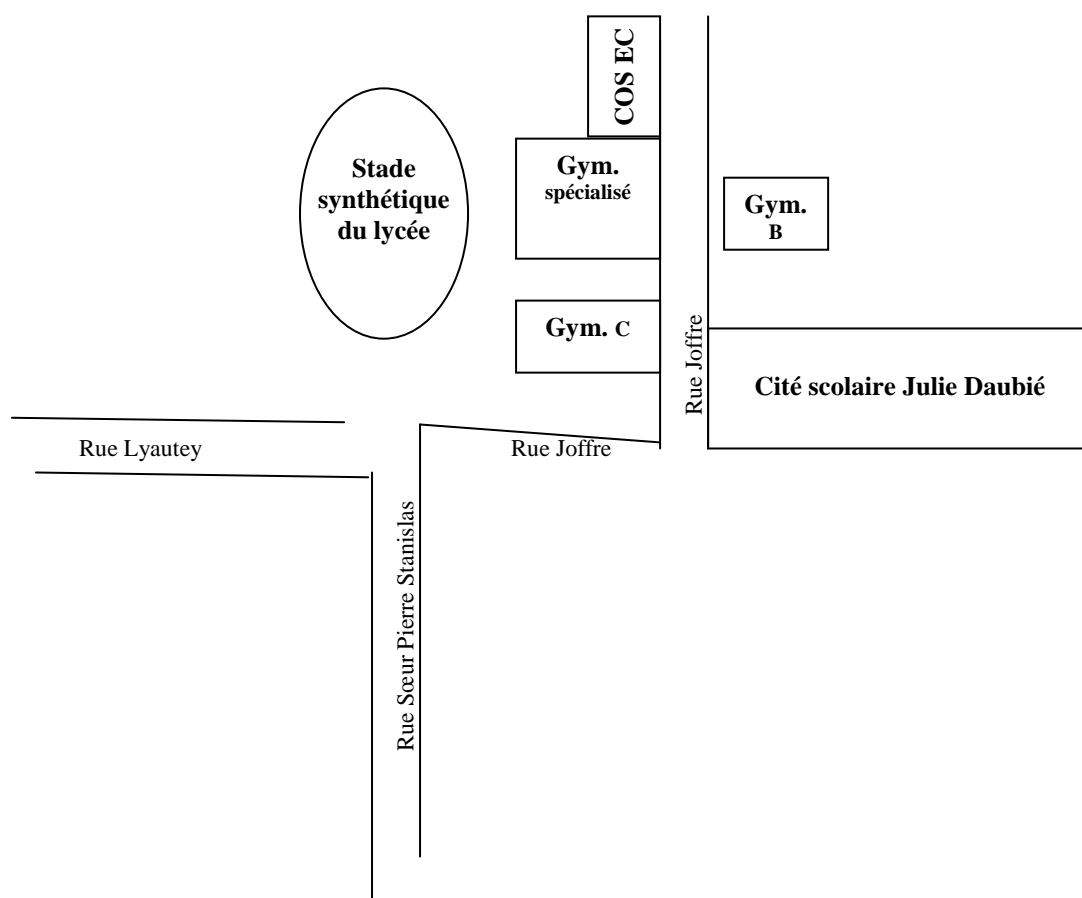 COS EC
Stade
synthétique
du lycée
Gym.
spécialisé
Gym.
B
Gym. C
Rue Joffre
Cité scolaire Julie Daubié
Rue Lyautey
Rue Joffre
Rue Sœur Pierre Stanislas